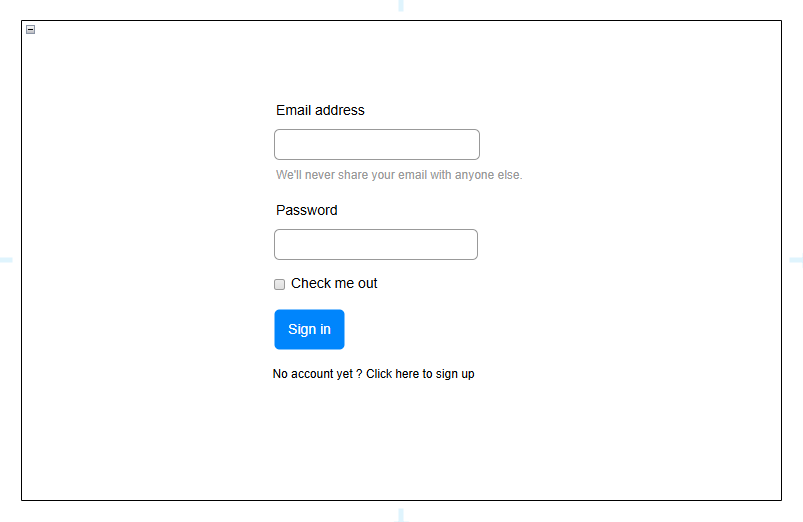 Email address
We'll never share your email with anyone else.
Password
Check me out
Sign in
No account yet ? Click here to sign up